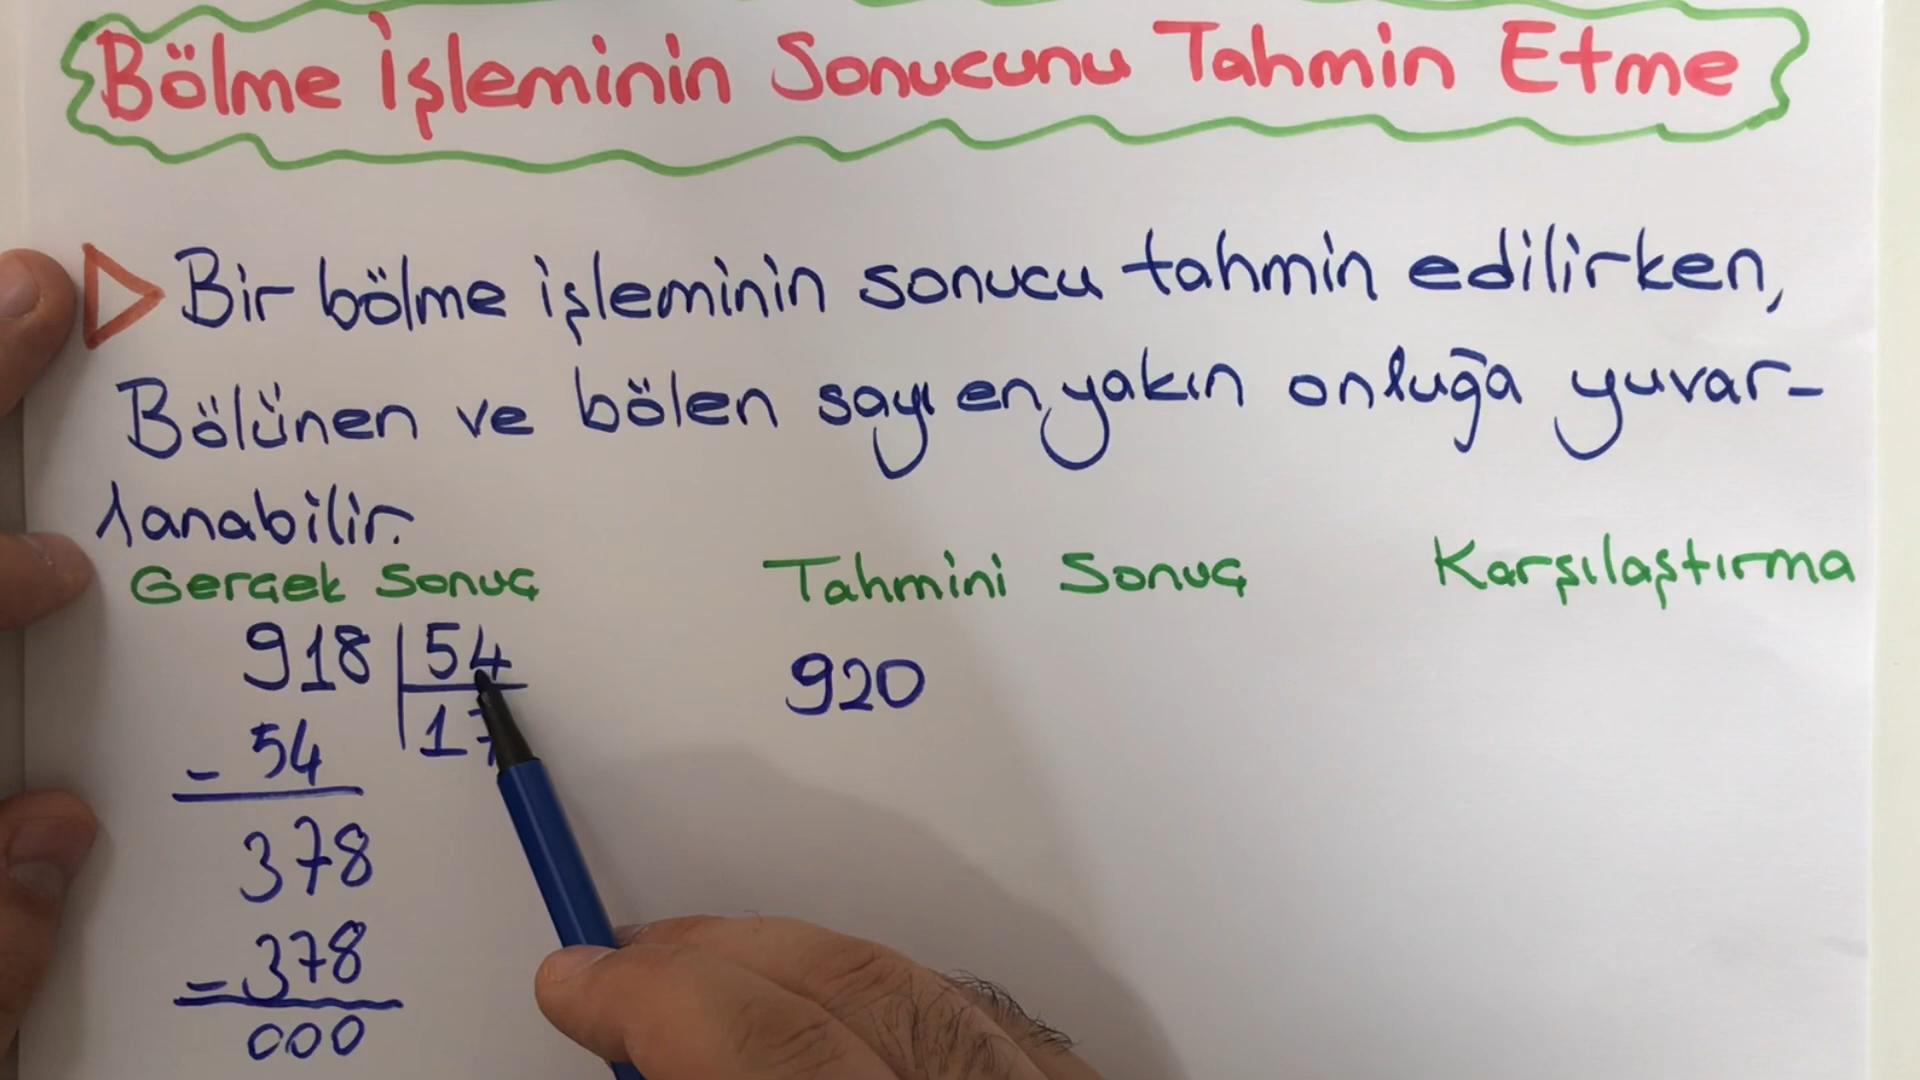 Bölme İşleminin Sonucunu Tahmin Etme
Bir bölme işleminin sonucu tahmin edilirken,
Bölünen ve bölen sayı en yakın onluğa yuvar-
lanabilir.
Gerçek Sonuç Tahmini Sonuç Karşılaştırma
918 54 920
17
- 54
378
- 378
000